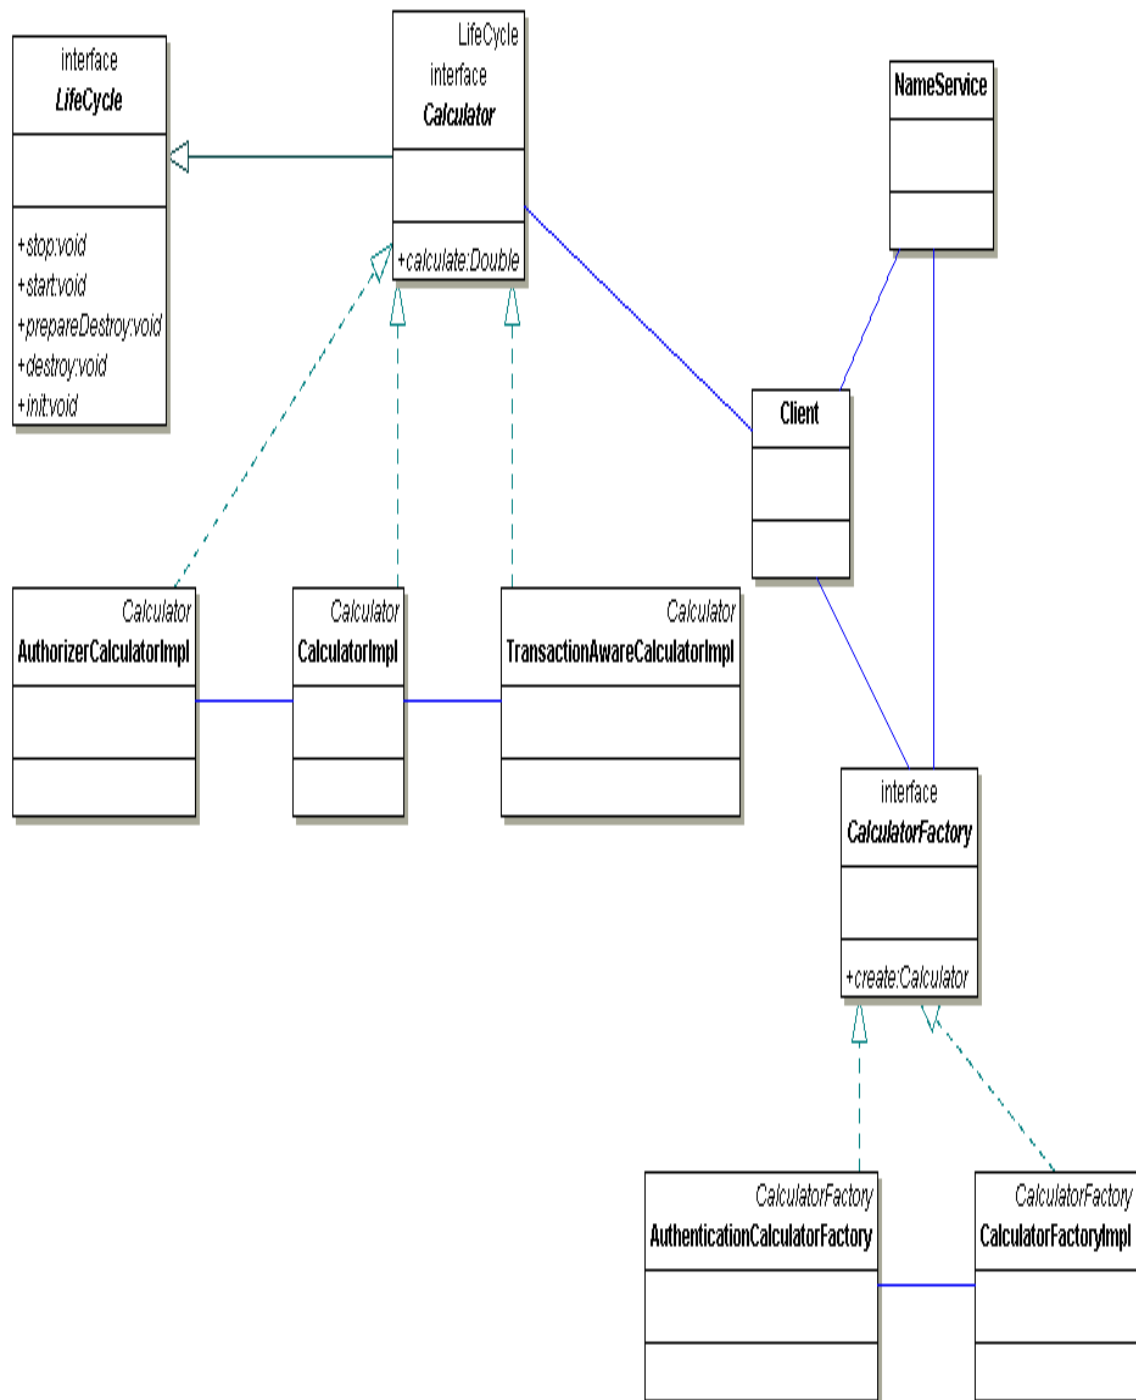 interface
LifeCycle
+stop:void
+start:void
+prepareDestroy:void
+destroy:void
+init:void
LifeCycle
interface
Calculator
+calculate:Double
NameService
Client
Calculator
AuthorizerCalculatorImpl
Calculator
CalculatorImpl
Calculator
TransactionAwareCalculatorImpl
interface
CalculatorFactory
+create:Calculator
CalculatorFactory
AuthenticationCalculatorFactory
CalculatorFactory
CalculatorFactoryImpl